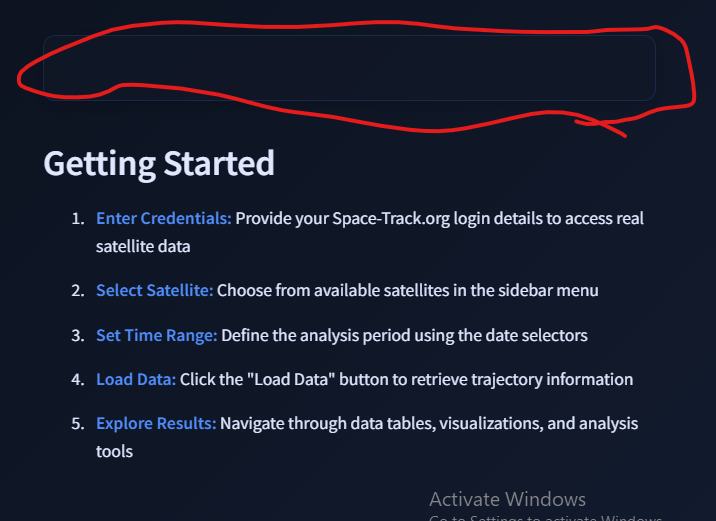 Getting Started
1. Enter Credentials: Provide your Space-Track.org login details to access real
satellite data
2. Select Satellite: Choose from available satellites in the sidebar menu
3. Set Time Range: Define the analysis period using the date selectors
4. Load Data: Click the "Load Data" button to retrieve trajectory information
5. Explore Results: Navigate through data tables, visualizations, and analysis
tools
Activate Windows
Go to Settings to activate Windows